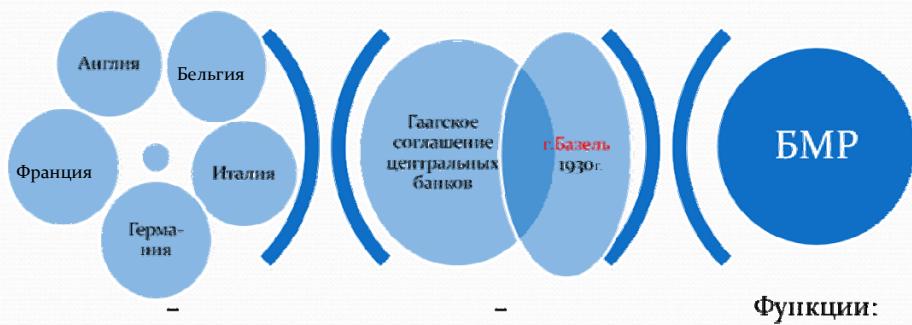 Англия
Бельгия
Франция
Италия
Герма-
ния
Гаагское
соглашение
центральных
банков
г.Базель
1930г.
БМР
–
–
Функции: